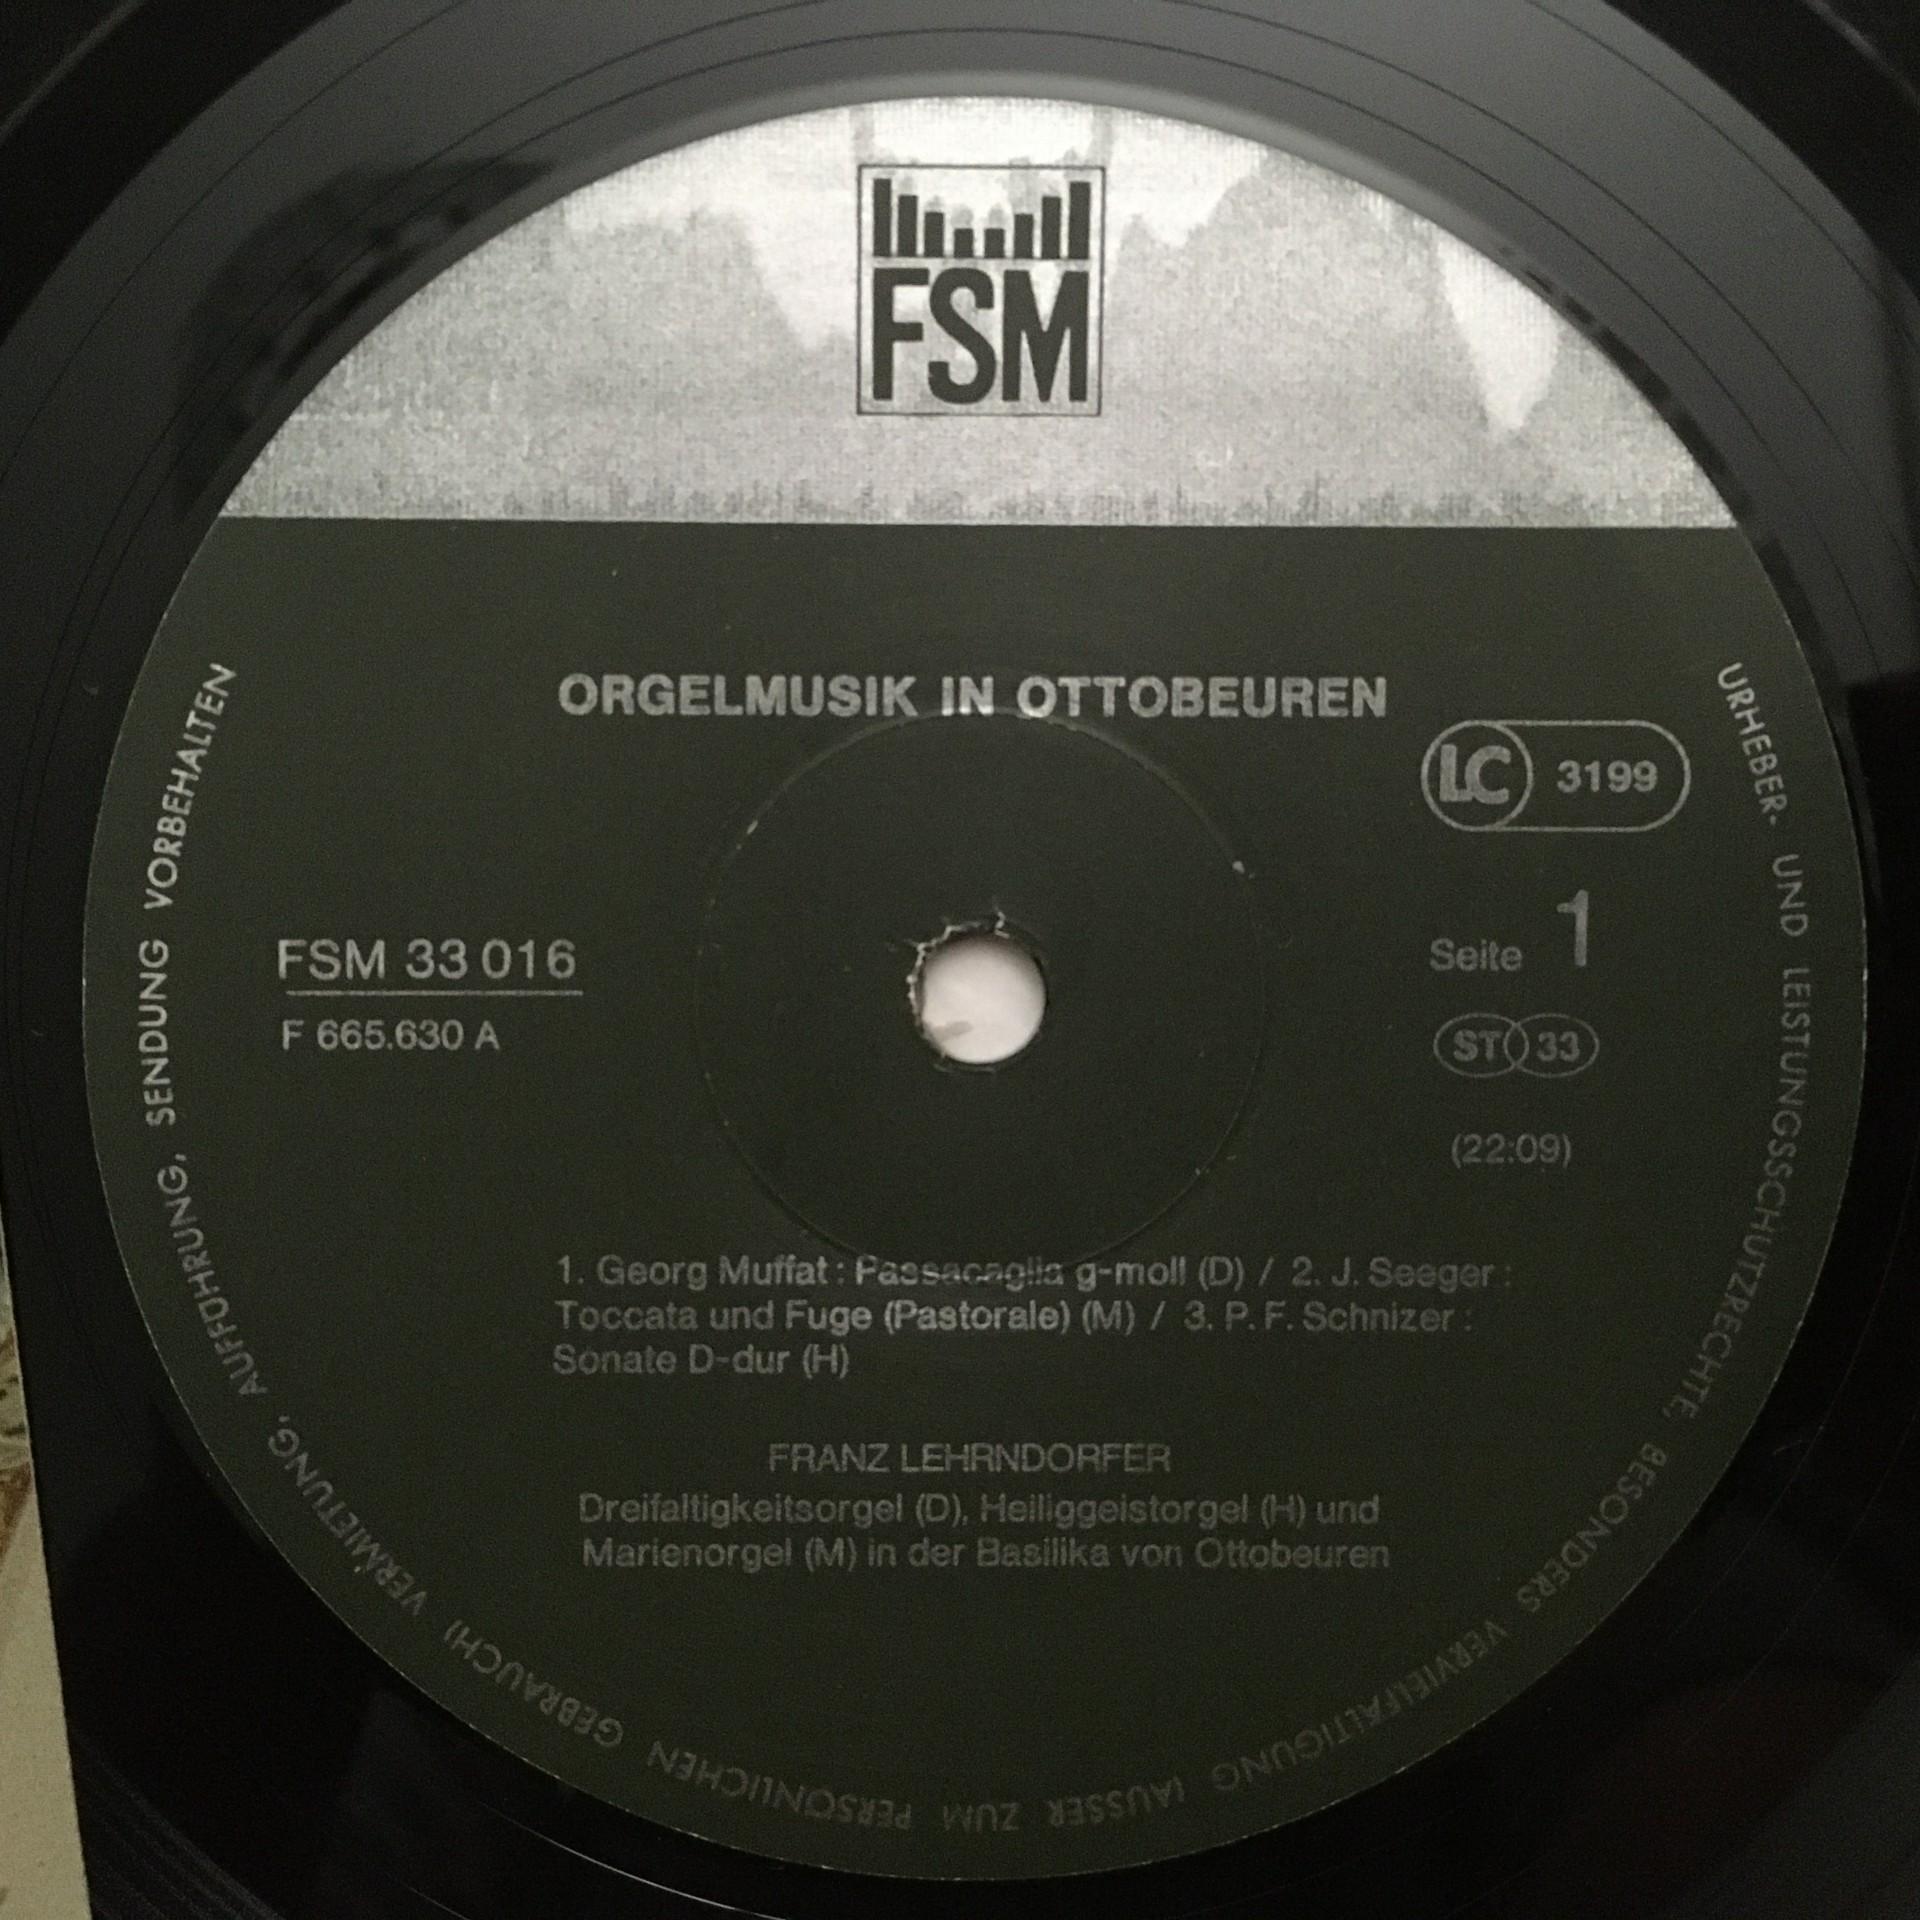 FSM
ORGELMUSIK IN OTTOBEUREN
LC 3199
Seite 1
FSM 33 016
F 665.630 A
ST 33
(22:09)
1. Georg Muffat : Passacaglia g-moll (D) / 2. J. Seeger :
Toccata und Fuge (Pastorale) (M) / 3. P. F. Schnizer :
Sonate D-dur (H)
FRANZ LEHRNDORFER
Dreifaltigkeitsorgel (D), Heiliggeistorgel (H) und
Marienorgel (M) in der Basilika von Ottobeuren
URHEBER- UND LEISTUNGSSCHUTZRECHTE, BESONDERS VERVIELFÄLTIGUNG (AUSSER ZUM PERSÖNLICHEN GEBRAUCH) VERMIETUNG, AUFFÜHRUNG, SENDUNG VORBEHALTEN